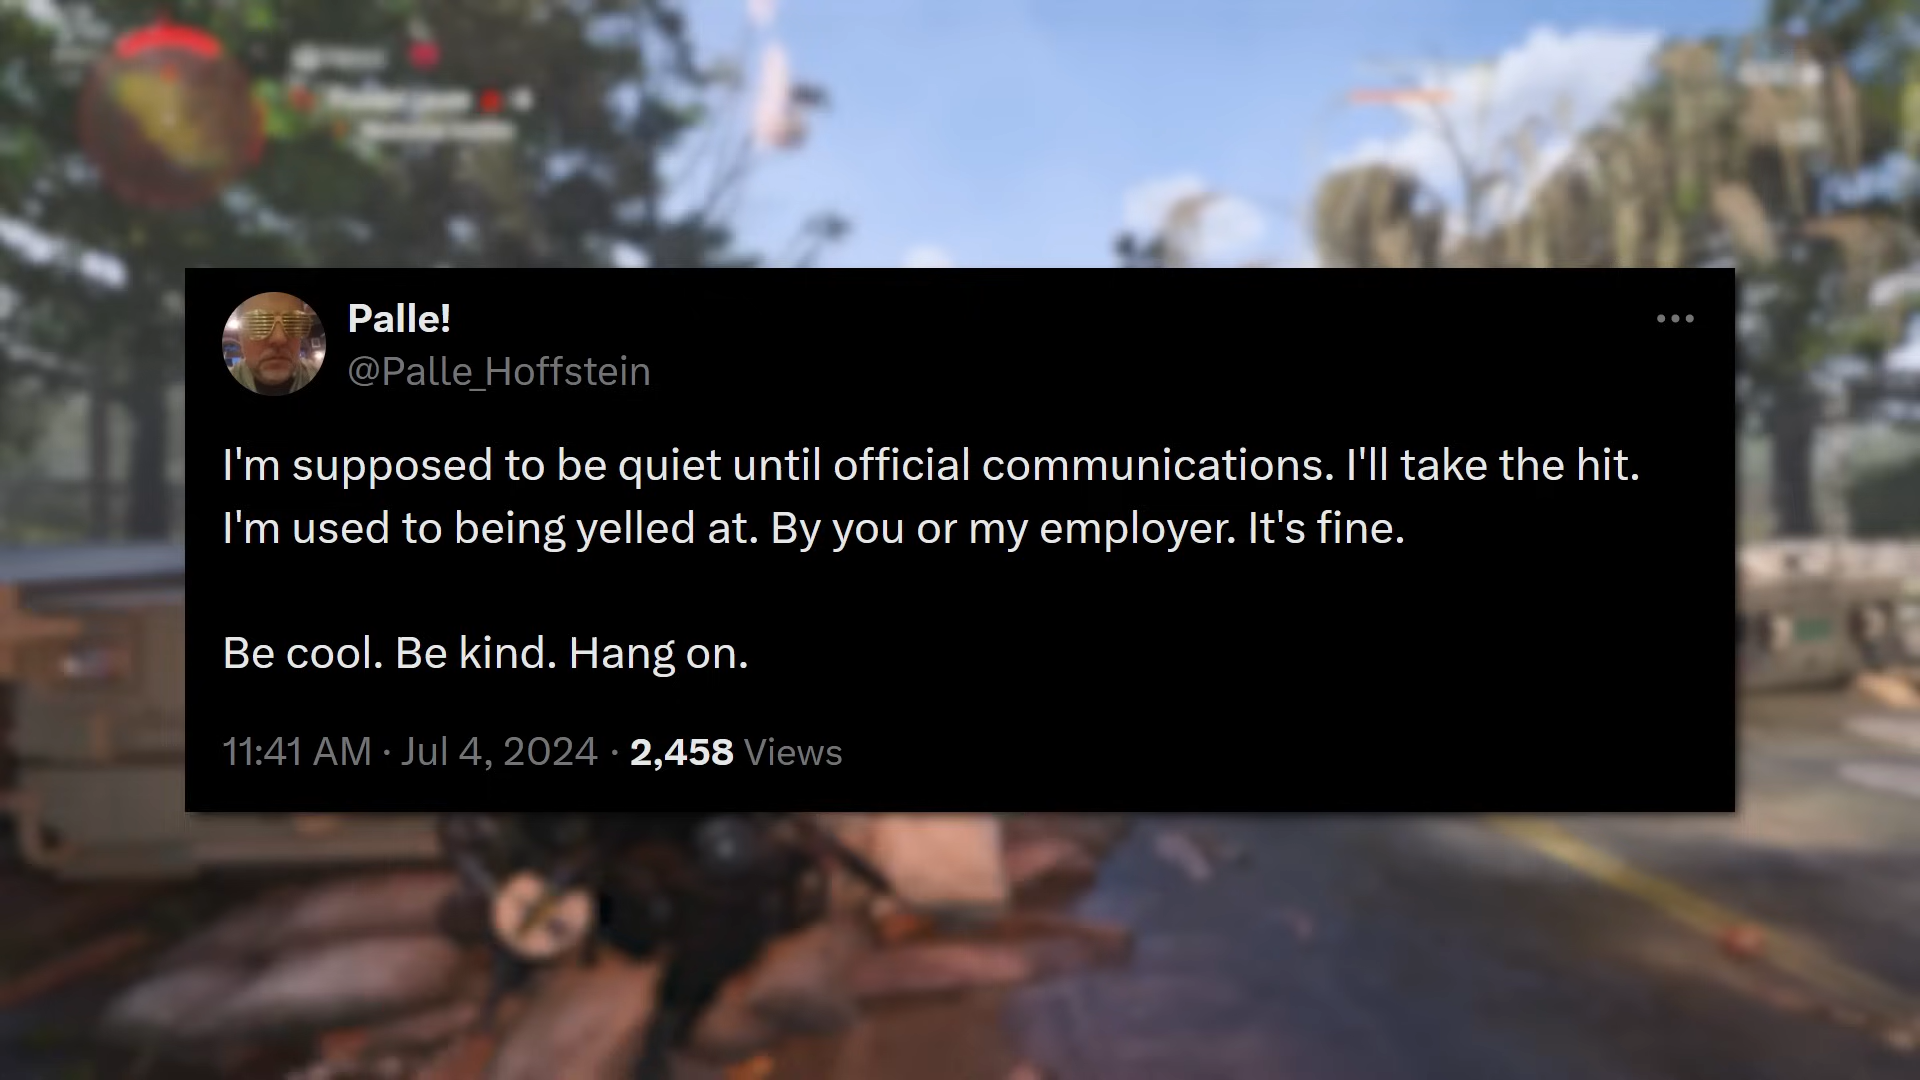 Palle!
@Palle_Hoffstein
I'm supposed to be quiet until official communications. I'll take the hit.
I'm used to being yelled at. By you or my employer. It's fine.
Be cool. Be kind. Hang on.
11:41 AM · Jul 4, 2024 · 2,458 Views